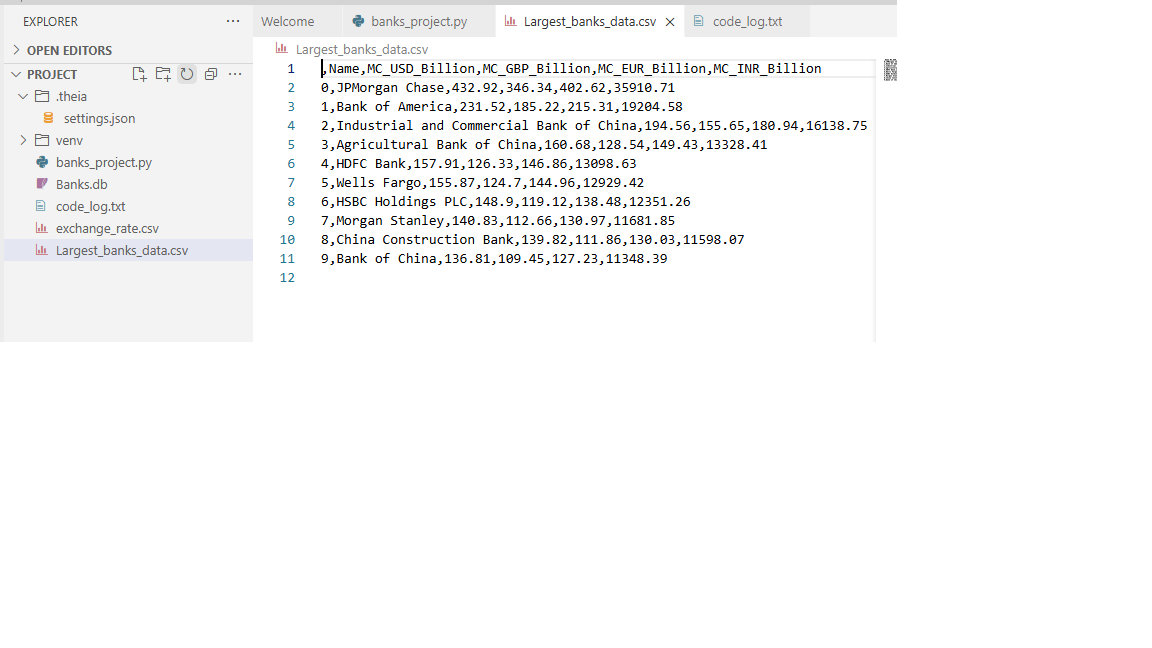 EXPLORER
OPEN EDITORS
PROJECT
.theia
settings.json
venv
banks_project.py
Banks.db
code_log.txt
exchange_rate.csv
Largest_banks_data.csv
Welcome
banks_project.py
Largest_banks_data.csv
code_log.txt
Largest_banks_data.csv
1 ,Name,MC_USD_Billion,MC_GBP_Billion,MC_EUR_Billion,MC_INR_Billion
2 0,JPMorgan Chase,432.92,346.34,402.62,35910.71
3 1,Bank of America,231.52,185.22,215.31,19204.58
4 2,Industrial and Commercial Bank of China,194.56,155.65,180.94,16138.75
5 3,Agricultural Bank of China,160.68,128.54,149.43,13328.41
6 4,HDFC Bank,157.91,126.33,146.86,13098.63
7 5,Wells Fargo,155.87,124.7,144.96,12929.42
8 6,HSBC Holdings PLC,148.9,119.12,138.48,12351.26
9 7,Morgan Stanley,140.83,112.66,130.97,11681.85
10 8,China Construction Bank,139.82,111.86,130.03,11598.07
11 9,Bank of China,136.81,109.45,127.23,11348.39
12